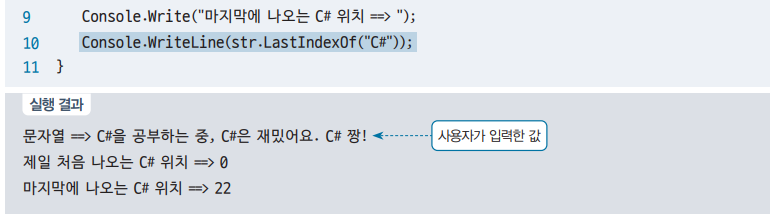 9 Console.Write("마지막에 나오는 C# 위치 ==> ");
10 Console.WriteLine(str.LastIndexOf("C#"));
11 }
실행 결과
문자열 ==> C#을 공부하는 중, C#은 재밌어요. C# 짱! 사용자가 입력한 값
제일 처음 나오는 C# 위치 ==> 0
마지막에 나오는 C# 위치 ==> 22